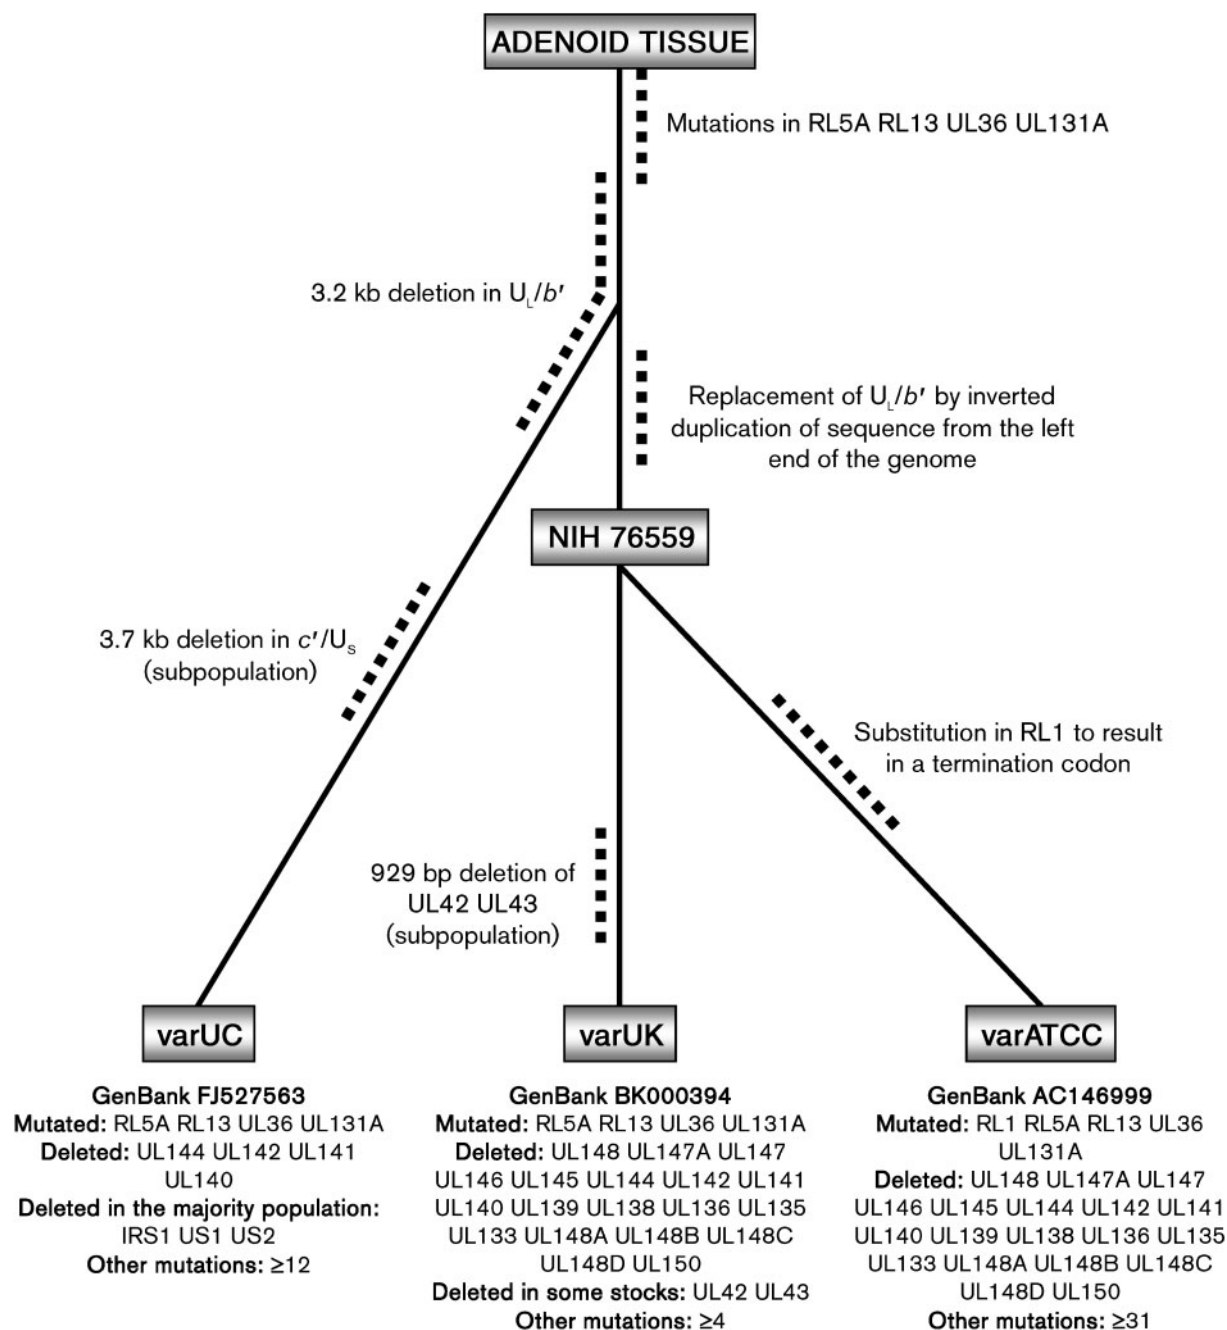 ADENOID TISSUE
Mutations in RL5A RL13 UL36 UL131A
3.2 kb deletion in U_L/b′
Replacement of U_L/b′ by inverted
duplication of sequence from the left
end of the genome
NIH 76559
3.7 kb deletion in c′/U_S
(subpopulation)
Substitution in RL1 to result
in a termination codon
929 bp deletion of
UL42 UL43
(subpopulation)
varUC
GenBank FJ527563
Mutated: RL5A RL13 UL36 UL131A
Deleted: UL144 UL142 UL141
UL140
Deleted in the majority population:
IRS1 US1 US2
Other mutations: ≥12
varUK
GenBank BK000394
Mutated: RL5A RL13 UL36 UL131A
Deleted: UL148 UL147A UL147
UL146 UL145 UL144 UL142 UL141
UL140 UL139 UL138 UL136 UL135
UL133 UL148A UL148B UL148C
UL148D UL150
Deleted in some stocks: UL42 UL43
Other mutations: ≥4
varATCC
GenBank AC146999
Mutated: RL1 RL5A RL13 UL36
UL131A
Deleted: UL148 UL147A UL147
UL146 UL145 UL144 UL142 UL141
UL140 UL139 UL138 UL136 UL135
UL133 UL148A UL148B UL148C
UL148D UL150
Other mutations: ≥31